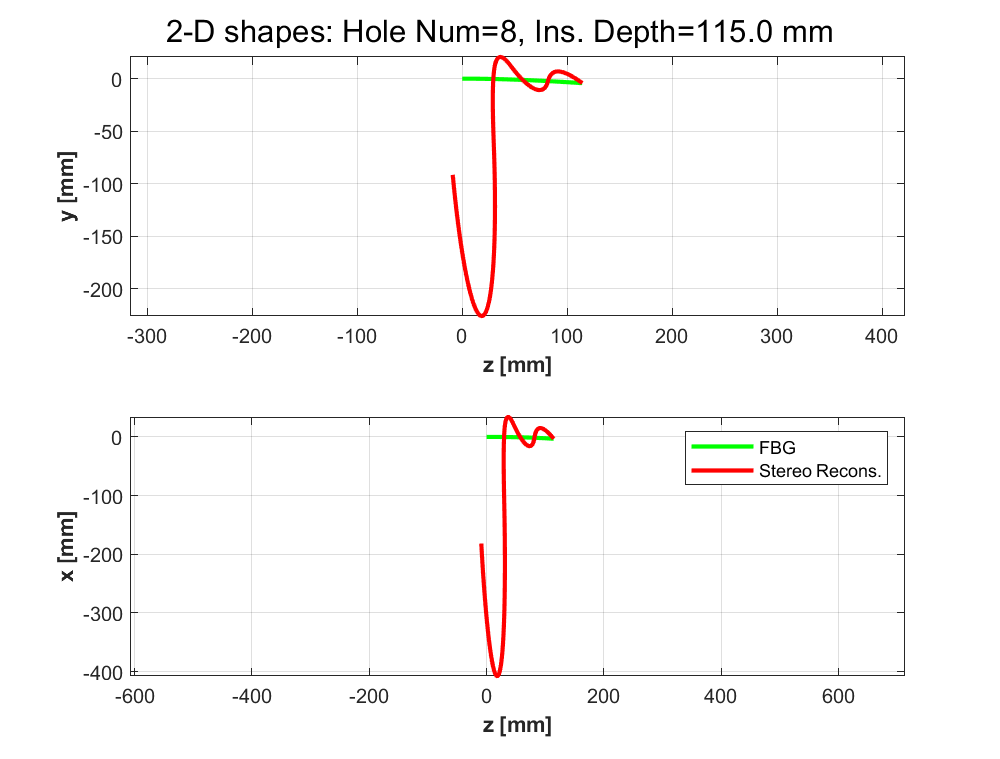 2-D shapes: Hole Num=8, Ins. Depth=115.0 mm
0
-50
-100
-150
-200
y [mm]
-300 -200 -100 0 100 200 300 400
z [mm]
0
-100
-200
-300
-400
x [mm]
FBG
Stereo Recons.
-600 -400 -200 0 200 400 600
z [mm]